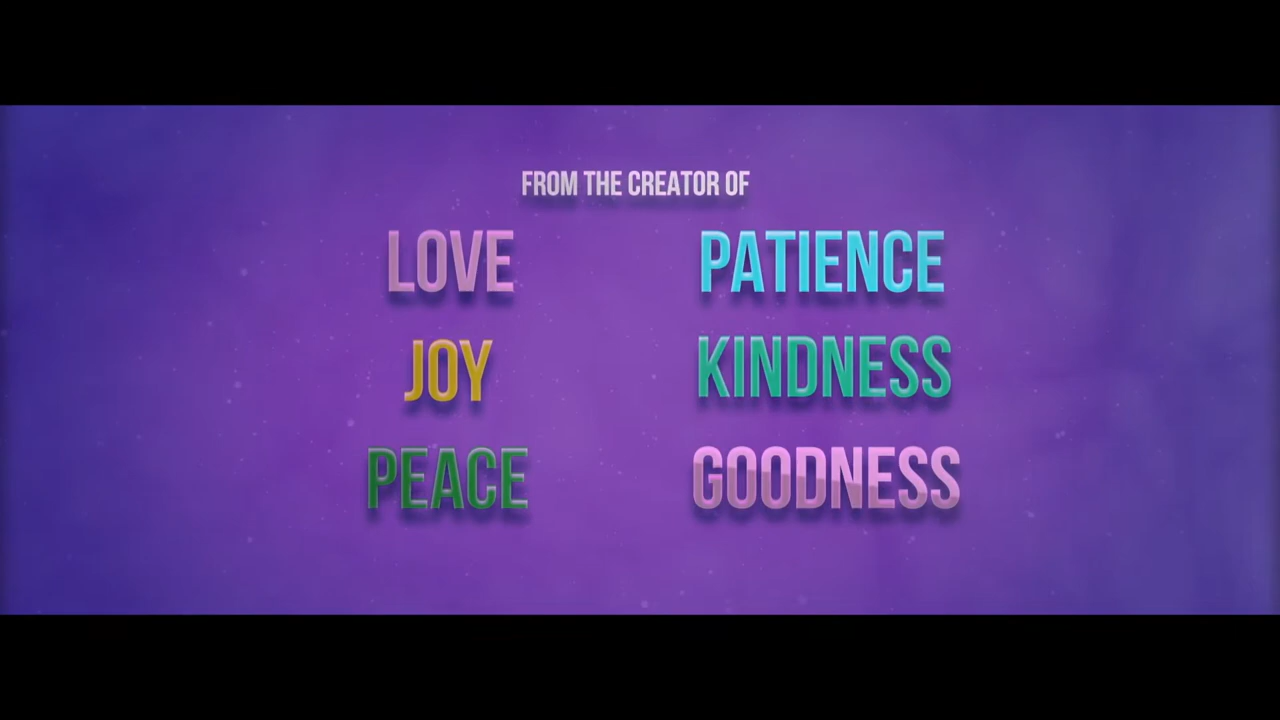 FROM THE CREATOR OF
LOVE
JOY
PEACE
PATIENCE
KINDNESS
GOODNESS